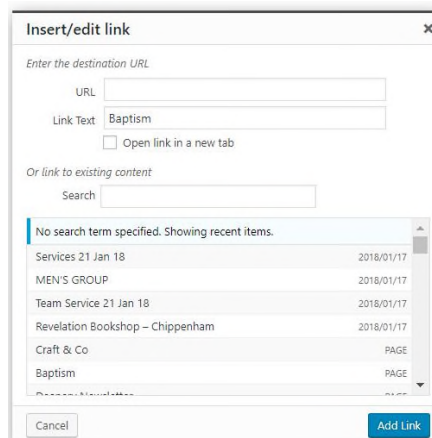 Insert/edit link
Enter the destination URL
URL
Link Text Baptism
Open link in a new tab
Or link to existing content
Search
No search term specified. Showing recent items.
Services 21 Jan 18 2018/01/17
MEN'S GROUP 2018/01/17
Team Service 21 Jan 18 2018/01/17
Revelation Bookshop – Chippenham 2018/01/17
Craft & Co PAGE
Baptism PAGE
Cancel Add Link